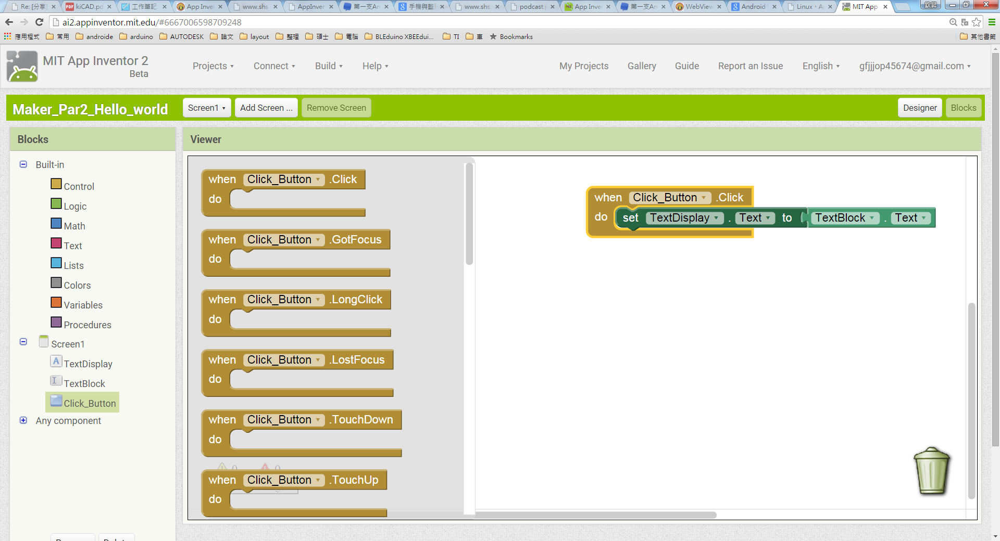 Re: [分享]
kiCAD.pd
工作筆記
App Inve
www.shs.
AppInver
第一支An
手機與藍
www.shs
podcast.
App Inve
第一支An
WebView
Android
Linux、Ai
MIT App
ai2.appinventor.mit.edu/#6667006598709248
應用程式 常用 androide arduino AUTODESK 論文 layout 整理 碩士 電腦 BLEduino XBEEdui... TI 車 Bookmarks 其他書籤
MIT App Inventor 2
Beta
Projects Connect Build Help My Projects Gallery Guide Report an Issue English gfjjjop45674@gmail.com
Maker_Par2_Hello_world Screen1 Add Screen ... Remove Screen Designer Blocks
Blocks
Built-in
Control
Logic
Math
Text
Lists
Colors
Variables
Procedures
Screen1
TextDisplay
TextBlock
Click_Button
Any component
Viewer
when Click_Button .Click
do
when Click_Button .GotFocus
do
when Click_Button .LongClick
do
when Click_Button .LostFocus
do
when Click_Button .TouchDown
do
0 0
when Click_Button .TouchUp
do
when Click_Button .Click
do set TextDisplay . Text to TextBlock . Text